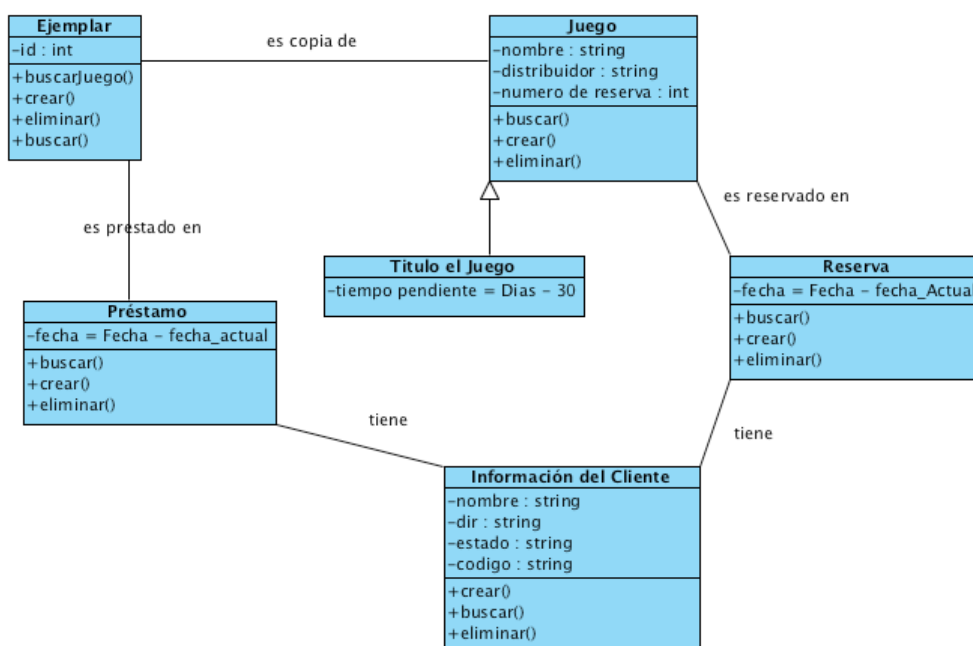 Ejemplar
-id : int
+buscarJuego()
+crear()
+eliminar()
+buscar()
es copia de
Juego
-nombre : string
-distribuidor : string
-numero de reserva : int
+buscar()
+crear()
+eliminar()
es prestado en
es reservado en
Titulo el Juego
-tiempo pendiente = Dias - 30
Reserva
-fecha = Fecha - fecha_Actual
+buscar()
+crear()
+eliminar()
Préstamo
-fecha = Fecha - fecha_actual
+buscar()
+crear()
+eliminar()
tiene
tiene
Información del Cliente
-nombre : string
-dir : string
-estado : string
-codigo : string
+crear()
+buscar()
+eliminar()